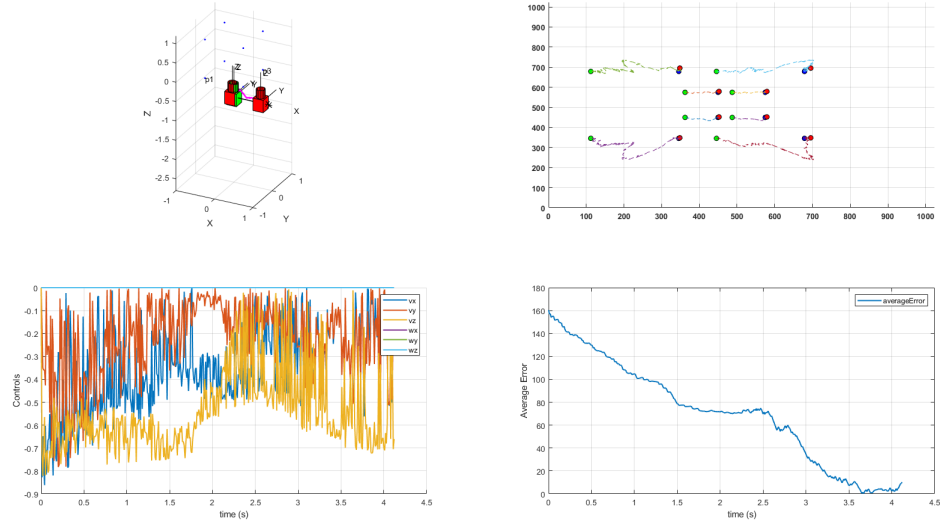 1
0.5
0
-0.5
-1
-1.5
-2
-2.5
Z
p1
Z
Z
p3
Y
Y
X
X
-1
0
1
X
-1
0
1
Y
1000
900
800
700
600
500
400
300
200
100
0
0 100 200 300 400 500 600 700 800 900 1000
0
-0.1
-0.2
-0.3
-0.4
-0.5
-0.6
-0.7
-0.8
-0.9
Controls
vx
vy
vz
wx
wy
wz
0 0.5 1 1.5 2 2.5 3 3.5 4 4.5
time (s)
180
160
140
120
100
80
60
40
20
0
Average Error
averageError
0 0.5 1 1.5 2 2.5 3 3.5 4 4.5
time (s)